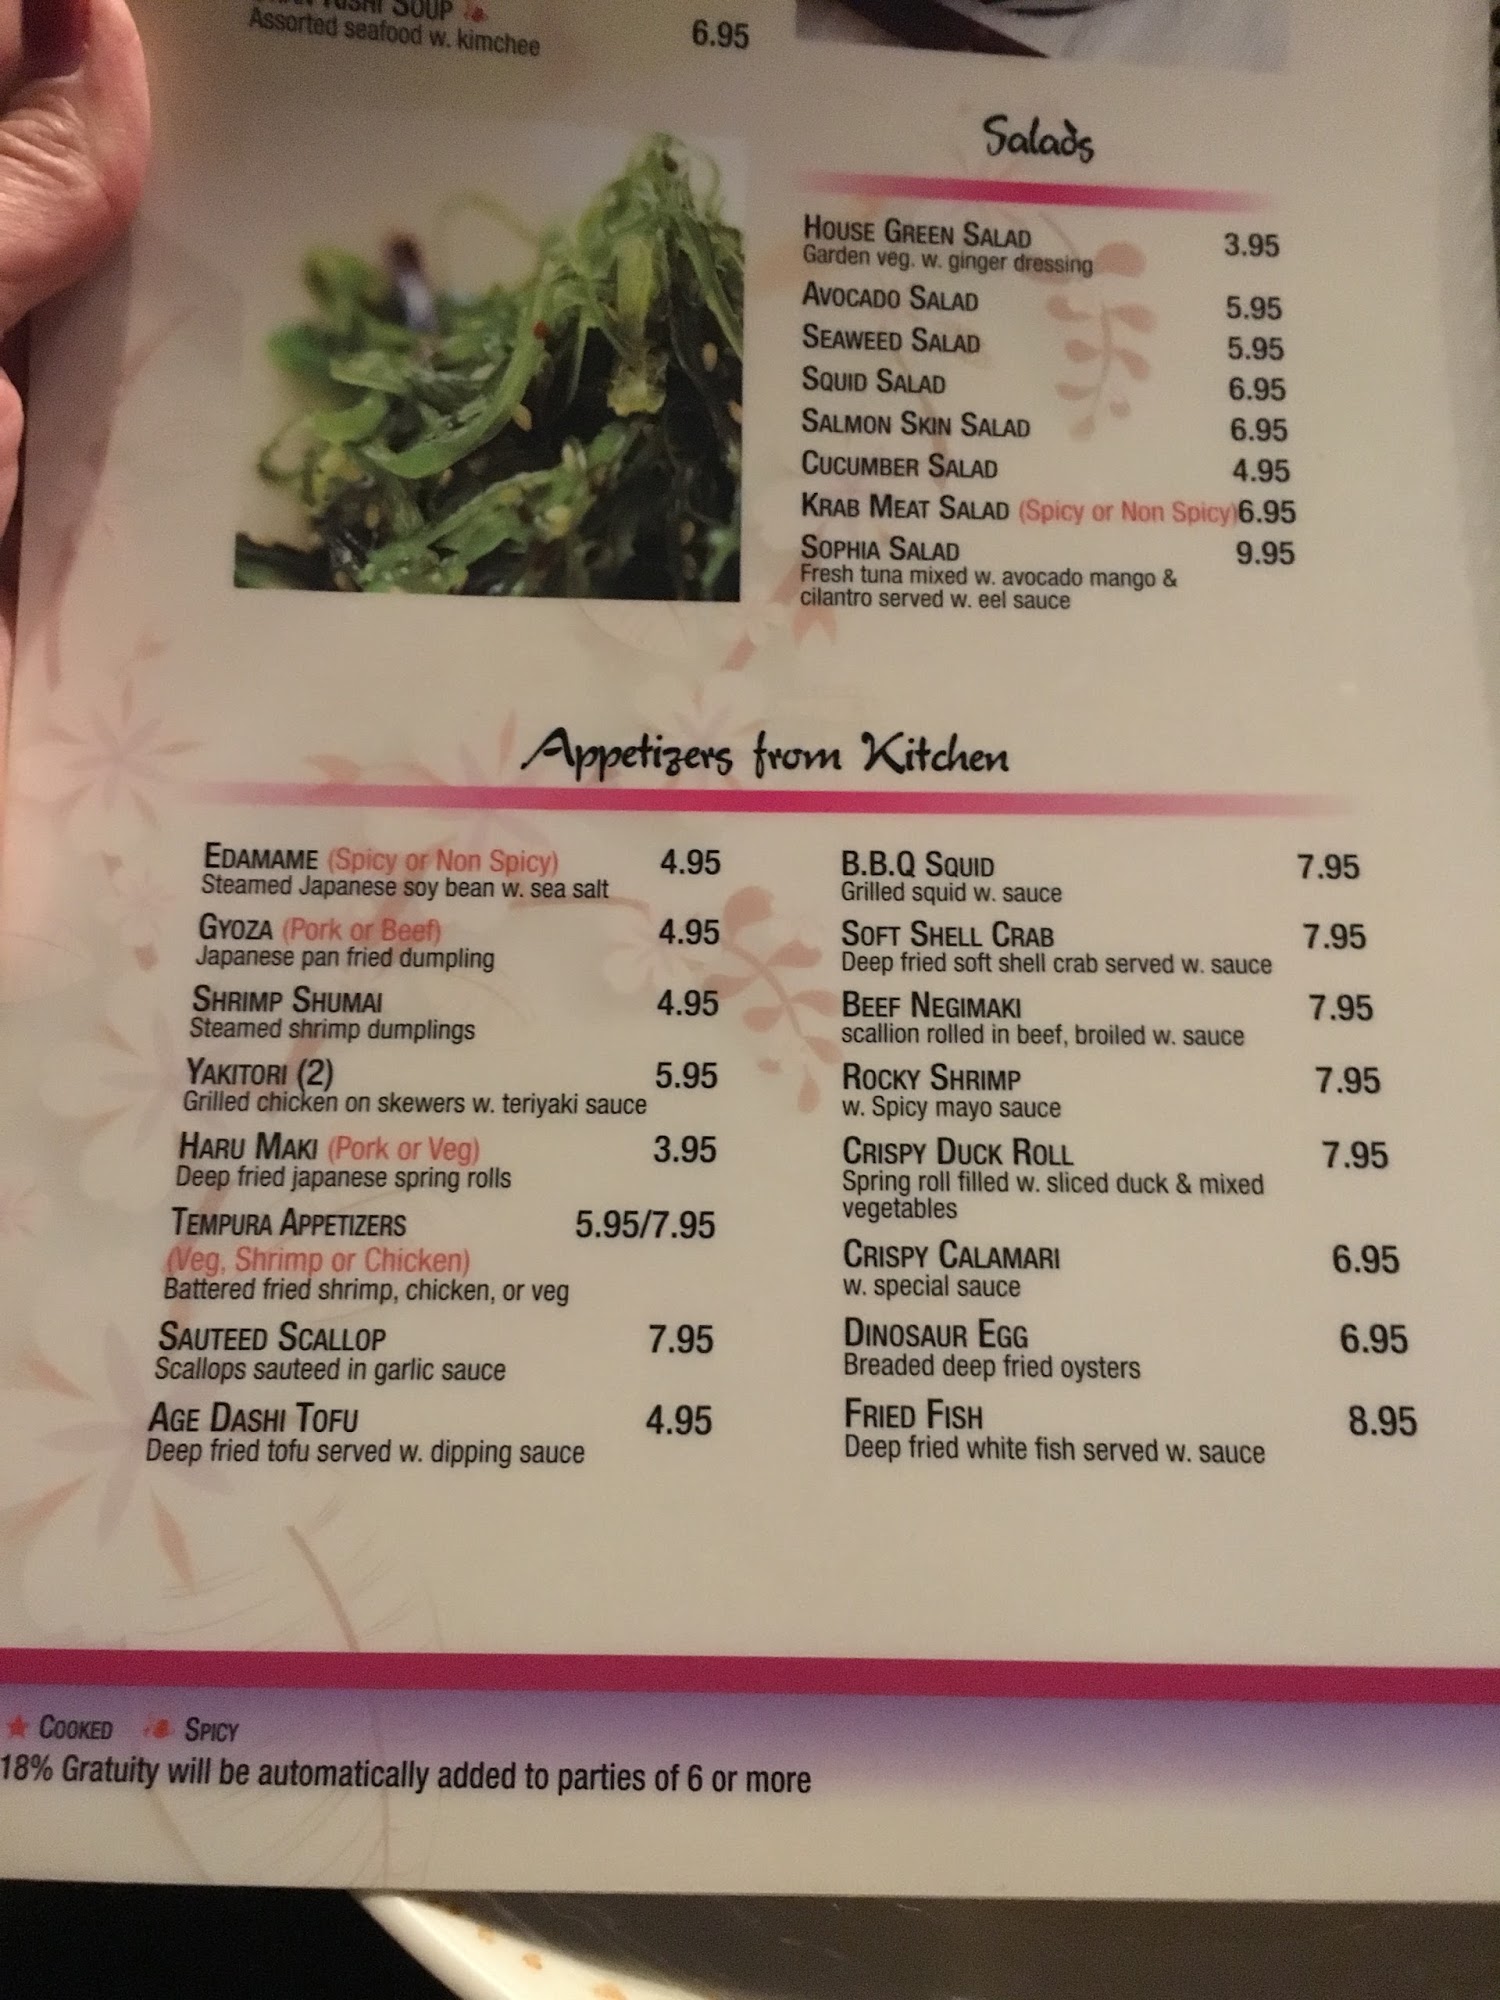 SOUP
Assorted seafood w. kimchee 6.95
Salads
HOUSE GREEN SALAD 3.95
Garden veg. w. ginger dressing
AVOCADO SALAD 5.95
SEAWEED SALAD 5.95
SQUID SALAD 6.95
SALMON SKIN SALAD 6.95
CUCUMBER SALAD 4.95
KRAB MEAT SALAD (Spicy or Non Spicy) 6.95
SOPHIA SALAD 9.95
Fresh tuna mixed w. avocado mango &
cilantro served w. eel sauce
Appetizers from Kitchen
EDAMAME (Spicy or Non Spicy) 4.95
Steamed Japanese soy bean w. sea salt
GYOZA (Pork or Beef) 4.95
Japanese pan fried dumpling
SHRIMP SHUMAI 4.95
Steamed shrimp dumplings
YAKITORI (2) 5.95
Grilled chicken on skewers w. teriyaki sauce
HARU MAKI (Pork or Veg) 3.95
Deep fried japanese spring rolls
TEMPURA APPETIZERS 5.95/7.95
(Veg, Shrimp or Chicken)
Battered fried shrimp, chicken, or veg
SAUTEED SCALLOP 7.95
Scallops sauteed in garlic sauce
AGE DASHI TOFU 4.95
Deep fried tofu served w. dipping sauce
B.B.Q SQUID 7.95
Grilled squid w. sauce
SOFT SHELL CRAB 7.95
Deep fried soft shell crab served w. sauce
BEEF NEGIMAKI 7.95
scallion rolled in beef, broiled w. sauce
ROCKY SHRIMP 7.95
w. Spicy mayo sauce
CRISPY DUCK ROLL 7.95
Spring roll filled w. sliced duck & mixed
vegetables
CRISPY CALAMARI 6.95
w. special sauce
DINOSAUR EGG 6.95
Breaded deep fried oysters
FRIED FISH 8.95
Deep fried white fish served w. sauce
COOKED SPICY
18% Gratuity will be automatically added to parties of 6 or more